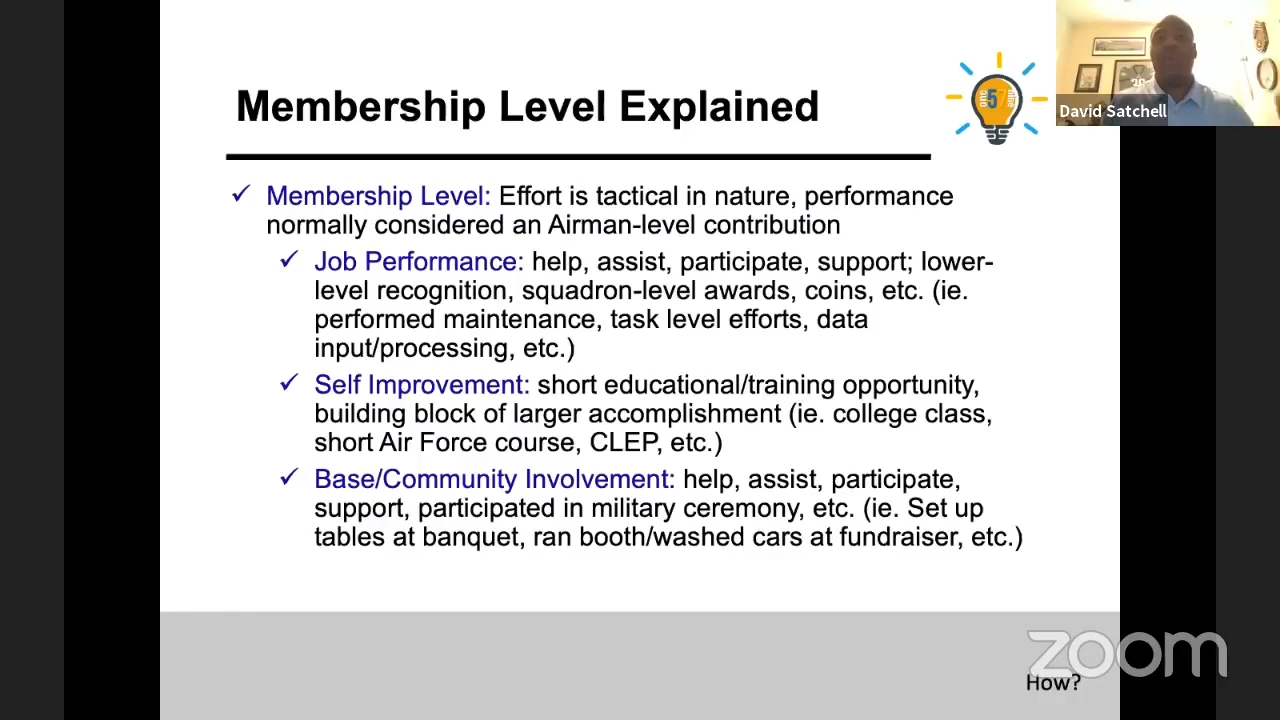 Membership Level Explained
57
David Satchell
✓ Membership Level: Effort is tactical in nature, performance
normally considered an Airman-level contribution
✓ Job Performance: help, assist, participate, support; lower-
level recognition, squadron-level awards, coins, etc. (ie.
performed maintenance, task level efforts, data
input/processing, etc.)
✓ Self Improvement: short educational/training opportunity,
building block of larger accomplishment (ie. college class,
short Air Force course, CLEP, etc.)
✓ Base/Community Involvement: help, assist, participate,
support, participated in military ceremony, etc. (ie. Set up
tables at banquet, ran booth/washed cars at fundraiser, etc.)
zoom
How?